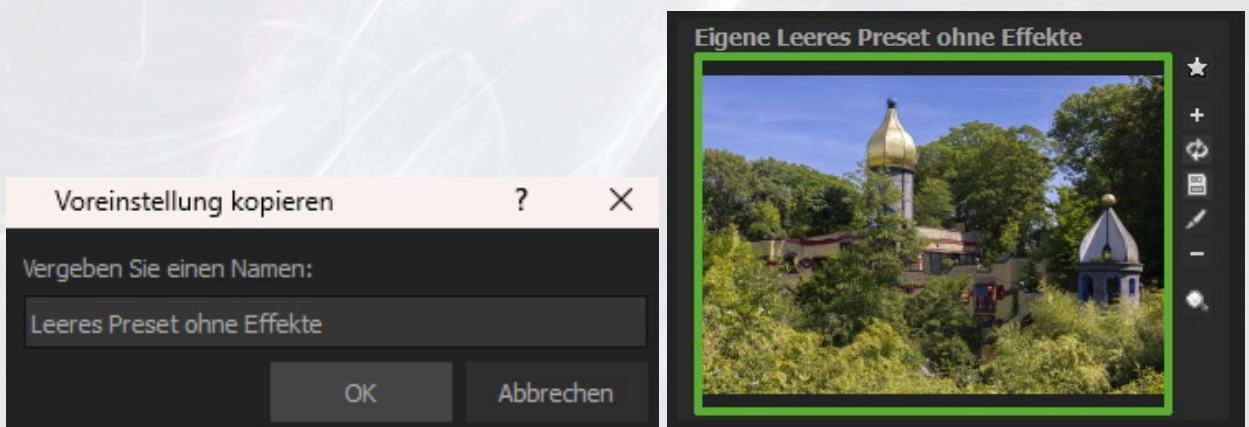 Voreinstellung kopieren ?
Vergeben Sie einen Namen:
Leeres Preset ohne Effekte
OK Abbrechen
Eigene Leeres Preset ohne Effekte